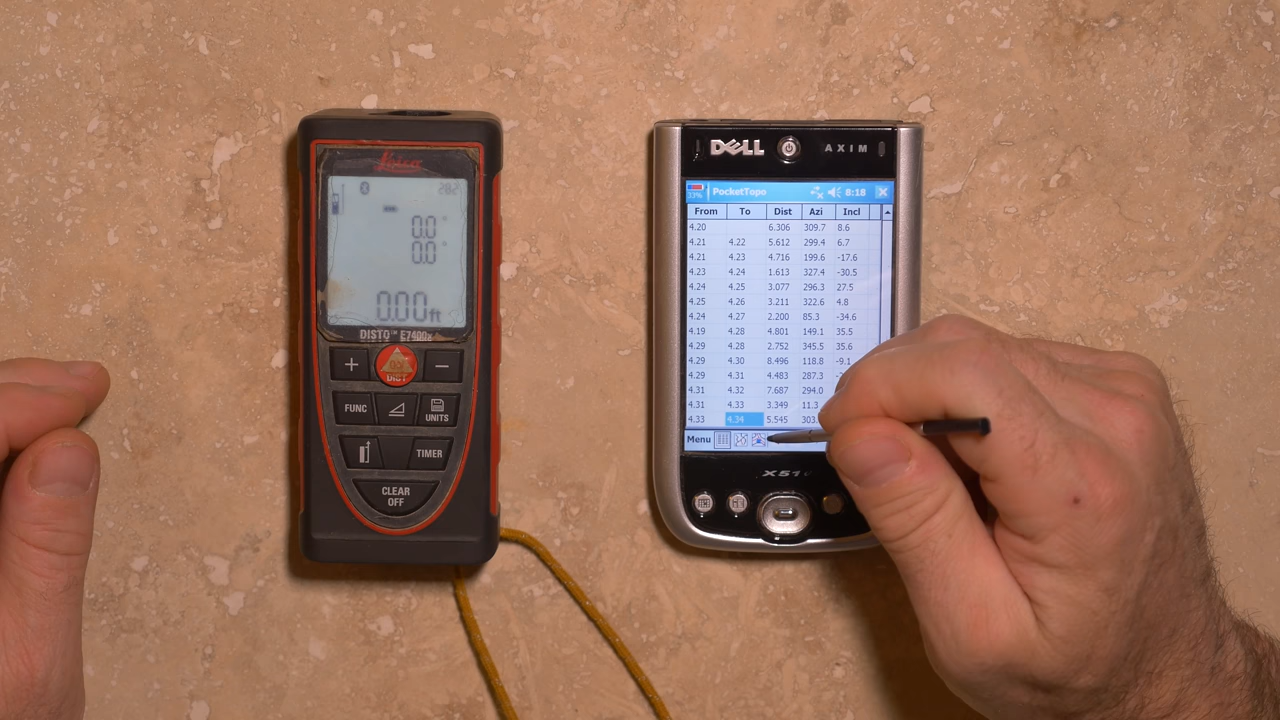 Leica
282
0.0°
0.0°
0.00ft
DISTO™ E7400x
+
DIST
−
FUNC
UNITS
TIMER
CLEAR
OFF
DELL
AXIM
33%
PocketTopo
8:18
From To Dist Azi Incl
4.20 6.306 309.7 8.6
4.21 4.22 5.612 299.4 6.7
4.21 4.23 4.716 199.6 -17.6
4.23 4.24 1.613 327.4 -30.5
4.24 4.25 3.077 296.3 27.5
4.25 4.26 3.211 322.6 4.8
4.24 4.27 2.200 85.3 -34.6
4.19 4.28 4.801 149.1 35.5
4.29 4.28 2.752 345.5 35.6
4.29 4.30 8.496 118.8 -9.1
4.29 4.31 4.483 287.3
4.31 4.32 7.687 294.0
4.31 4.33 3.349 11.3
4.33 4.34 5.545 303.
Menu
X51